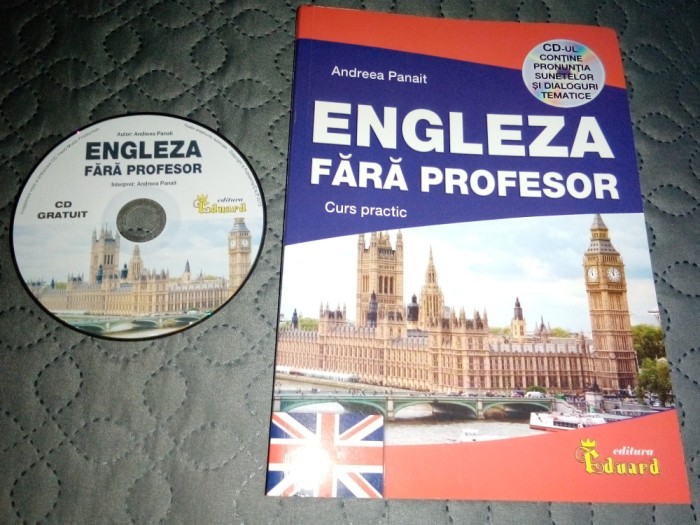 Autor: Andreea Panait
ENGLEZA
FĂRĂ PROFESOR
Interpret: Andreea Panait
CD
GRATUIT
editura
Eduard
Andreea Panait
CD-UL
CONȚINE
PRONUNȚIA
SUNETELOR
ȘI DIALOGURI
TEMATICE
ENGLEZA
FĂRĂ PROFESOR
Curs practic
editura
Eduard